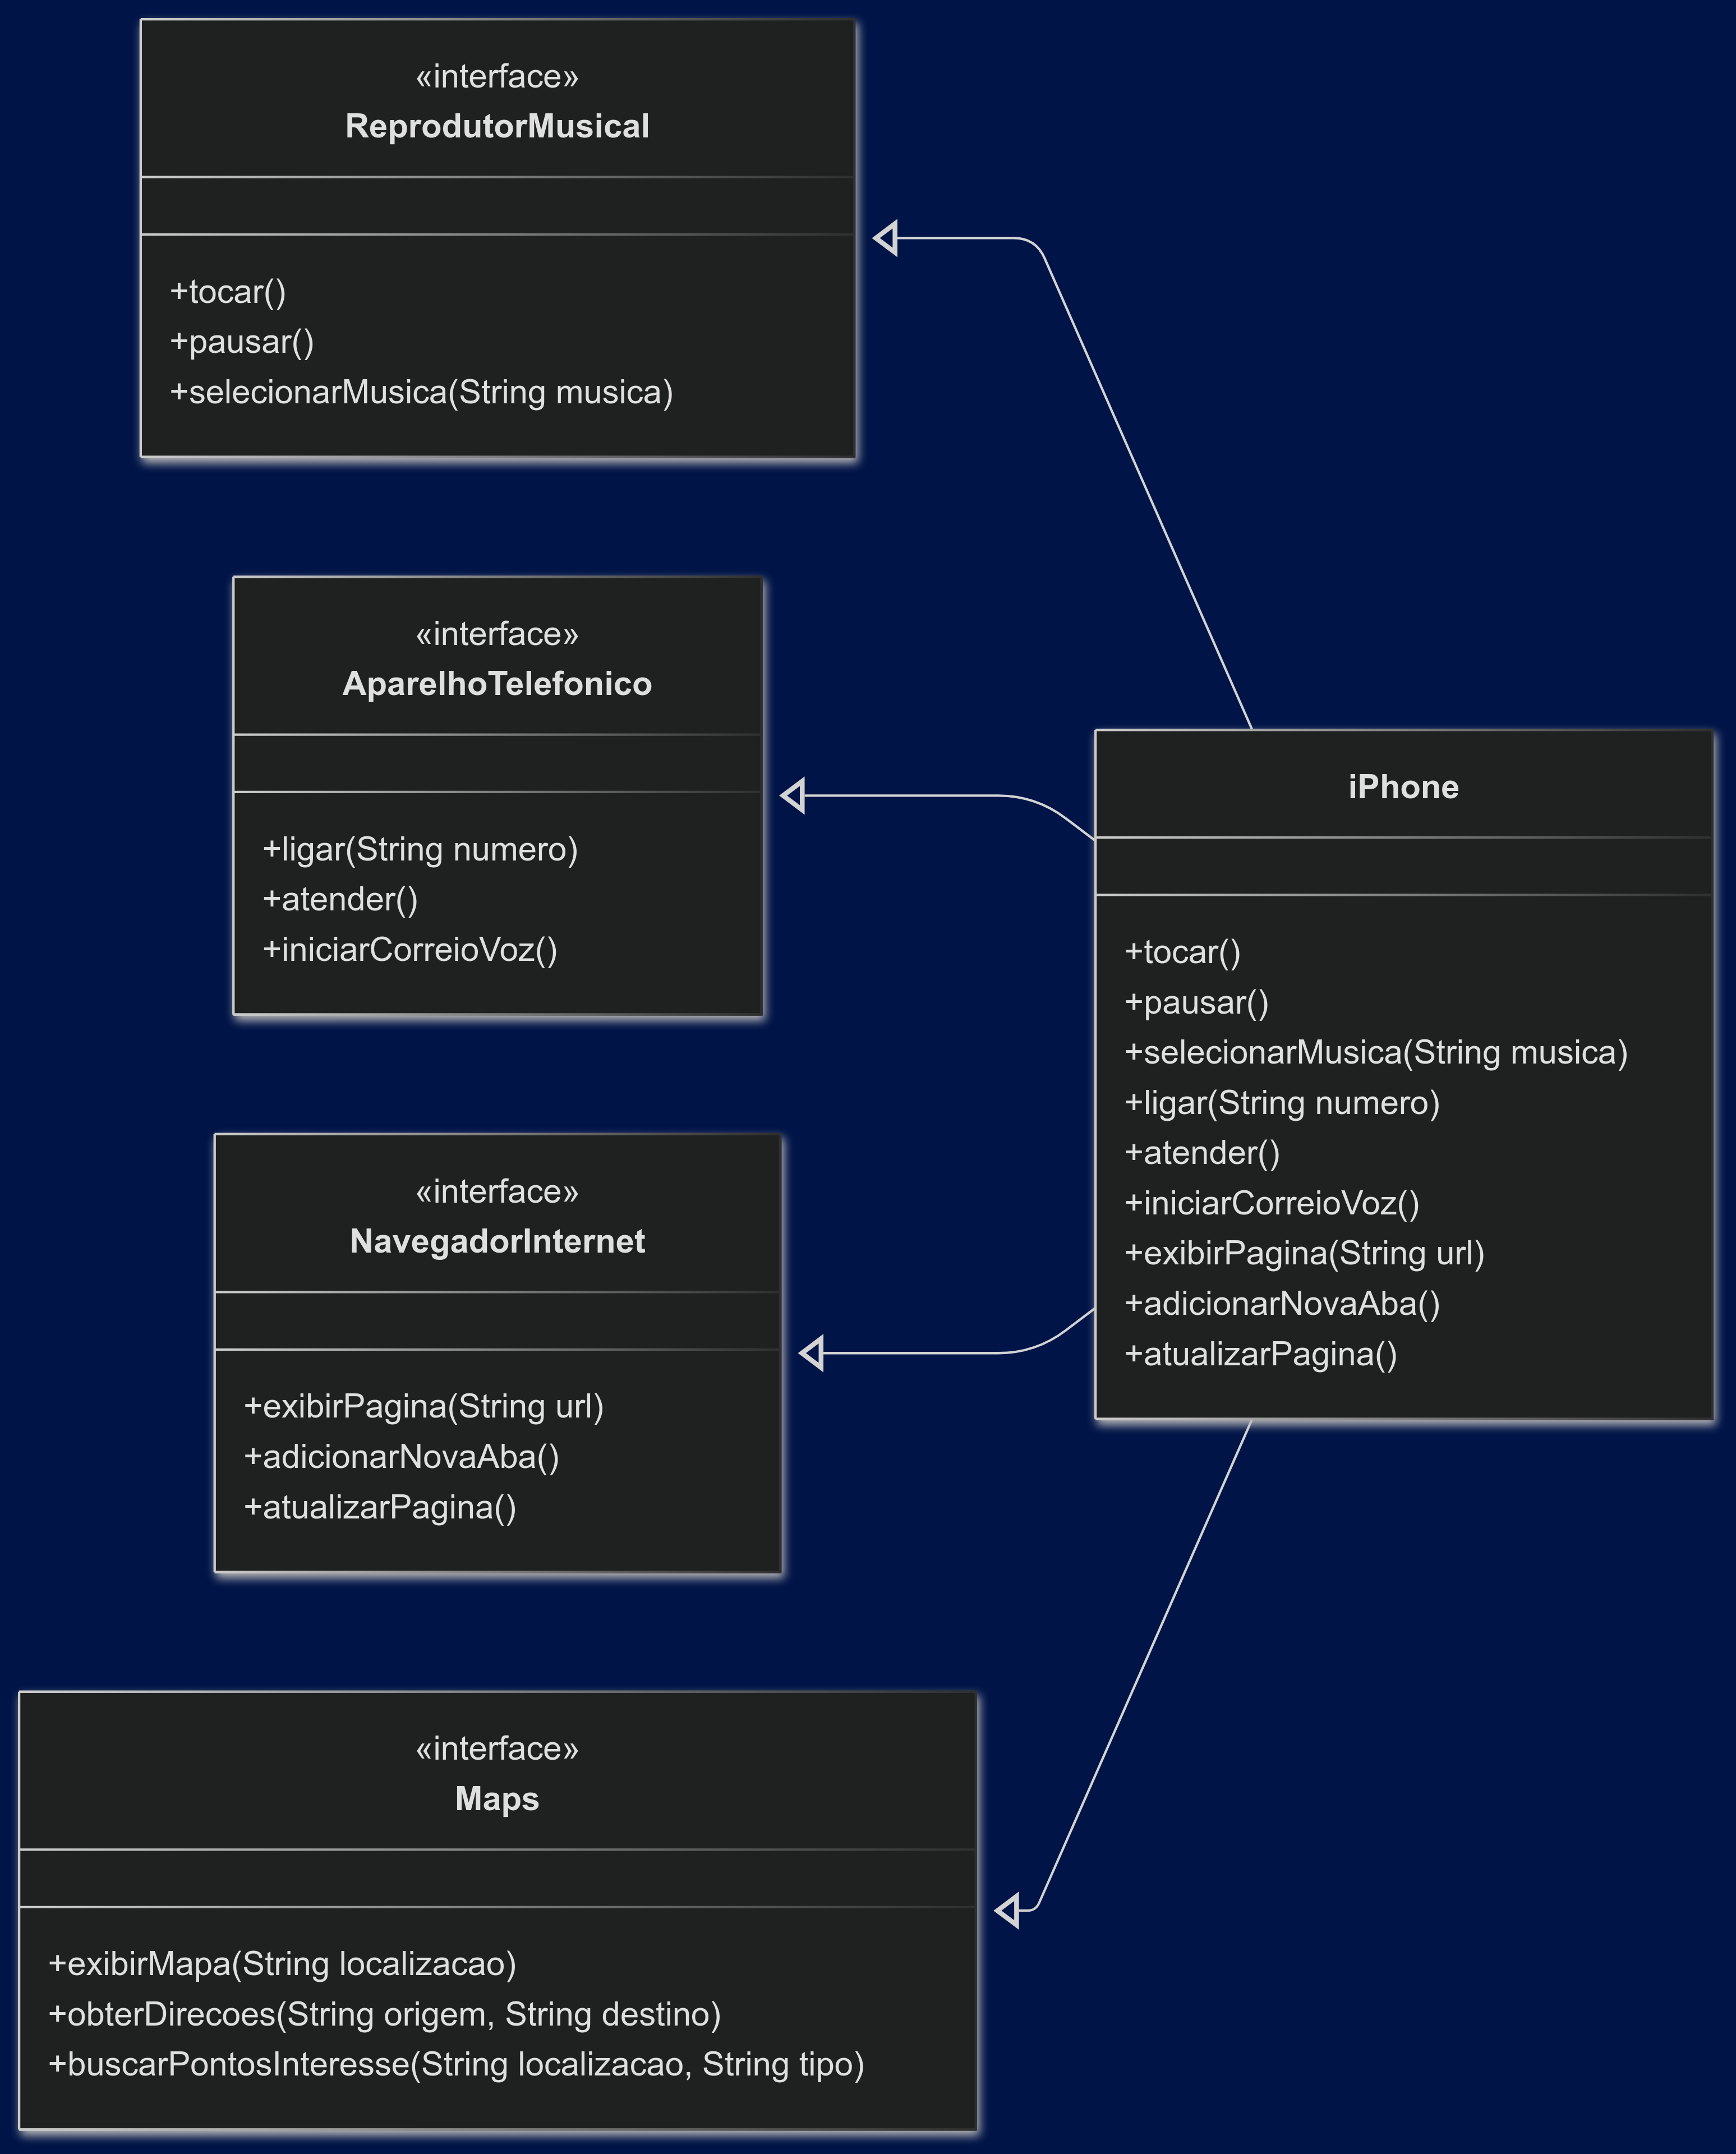 «interface»
ReprodutorMusical
+tocar()
+pausar()
+selecionarMusica(String musica)
«interface»
AparelhoTelefonico
+ligar(String numero)
+atender()
+iniciarCorreioVoz()
«interface»
NavegadorInternet
+exibirPagina(String url)
+adicionarNovaAba()
+atualizarPagina()
«interface»
Maps
+exibirMapa(String localizacao)
+obterDirecoes(String origem, String destino)
+buscarPontosInteresse(String localizacao, String tipo)
iPhone
+tocar()
+pausar()
+selecionarMusica(String musica)
+ligar(String numero)
+atender()
+iniciarCorreioVoz()
+exibirPagina(String url)
+adicionarNovaAba()
+atualizarPagina()